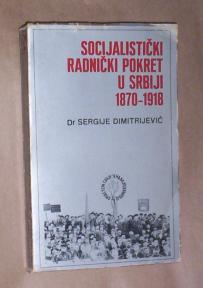 SOCIJALISTIČKI
RADNIČKI POKRET
U SRBIJI
1870-1918
Dr SERGIJE DIMITRIJEVIĆ